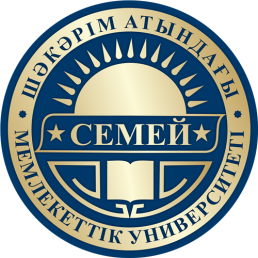 ШӘКӘРІМ АТЫНДАҒЫ
СЕМЕЙ
МЕМЛЕКЕТТІК УНИВЕРСИТЕТІ